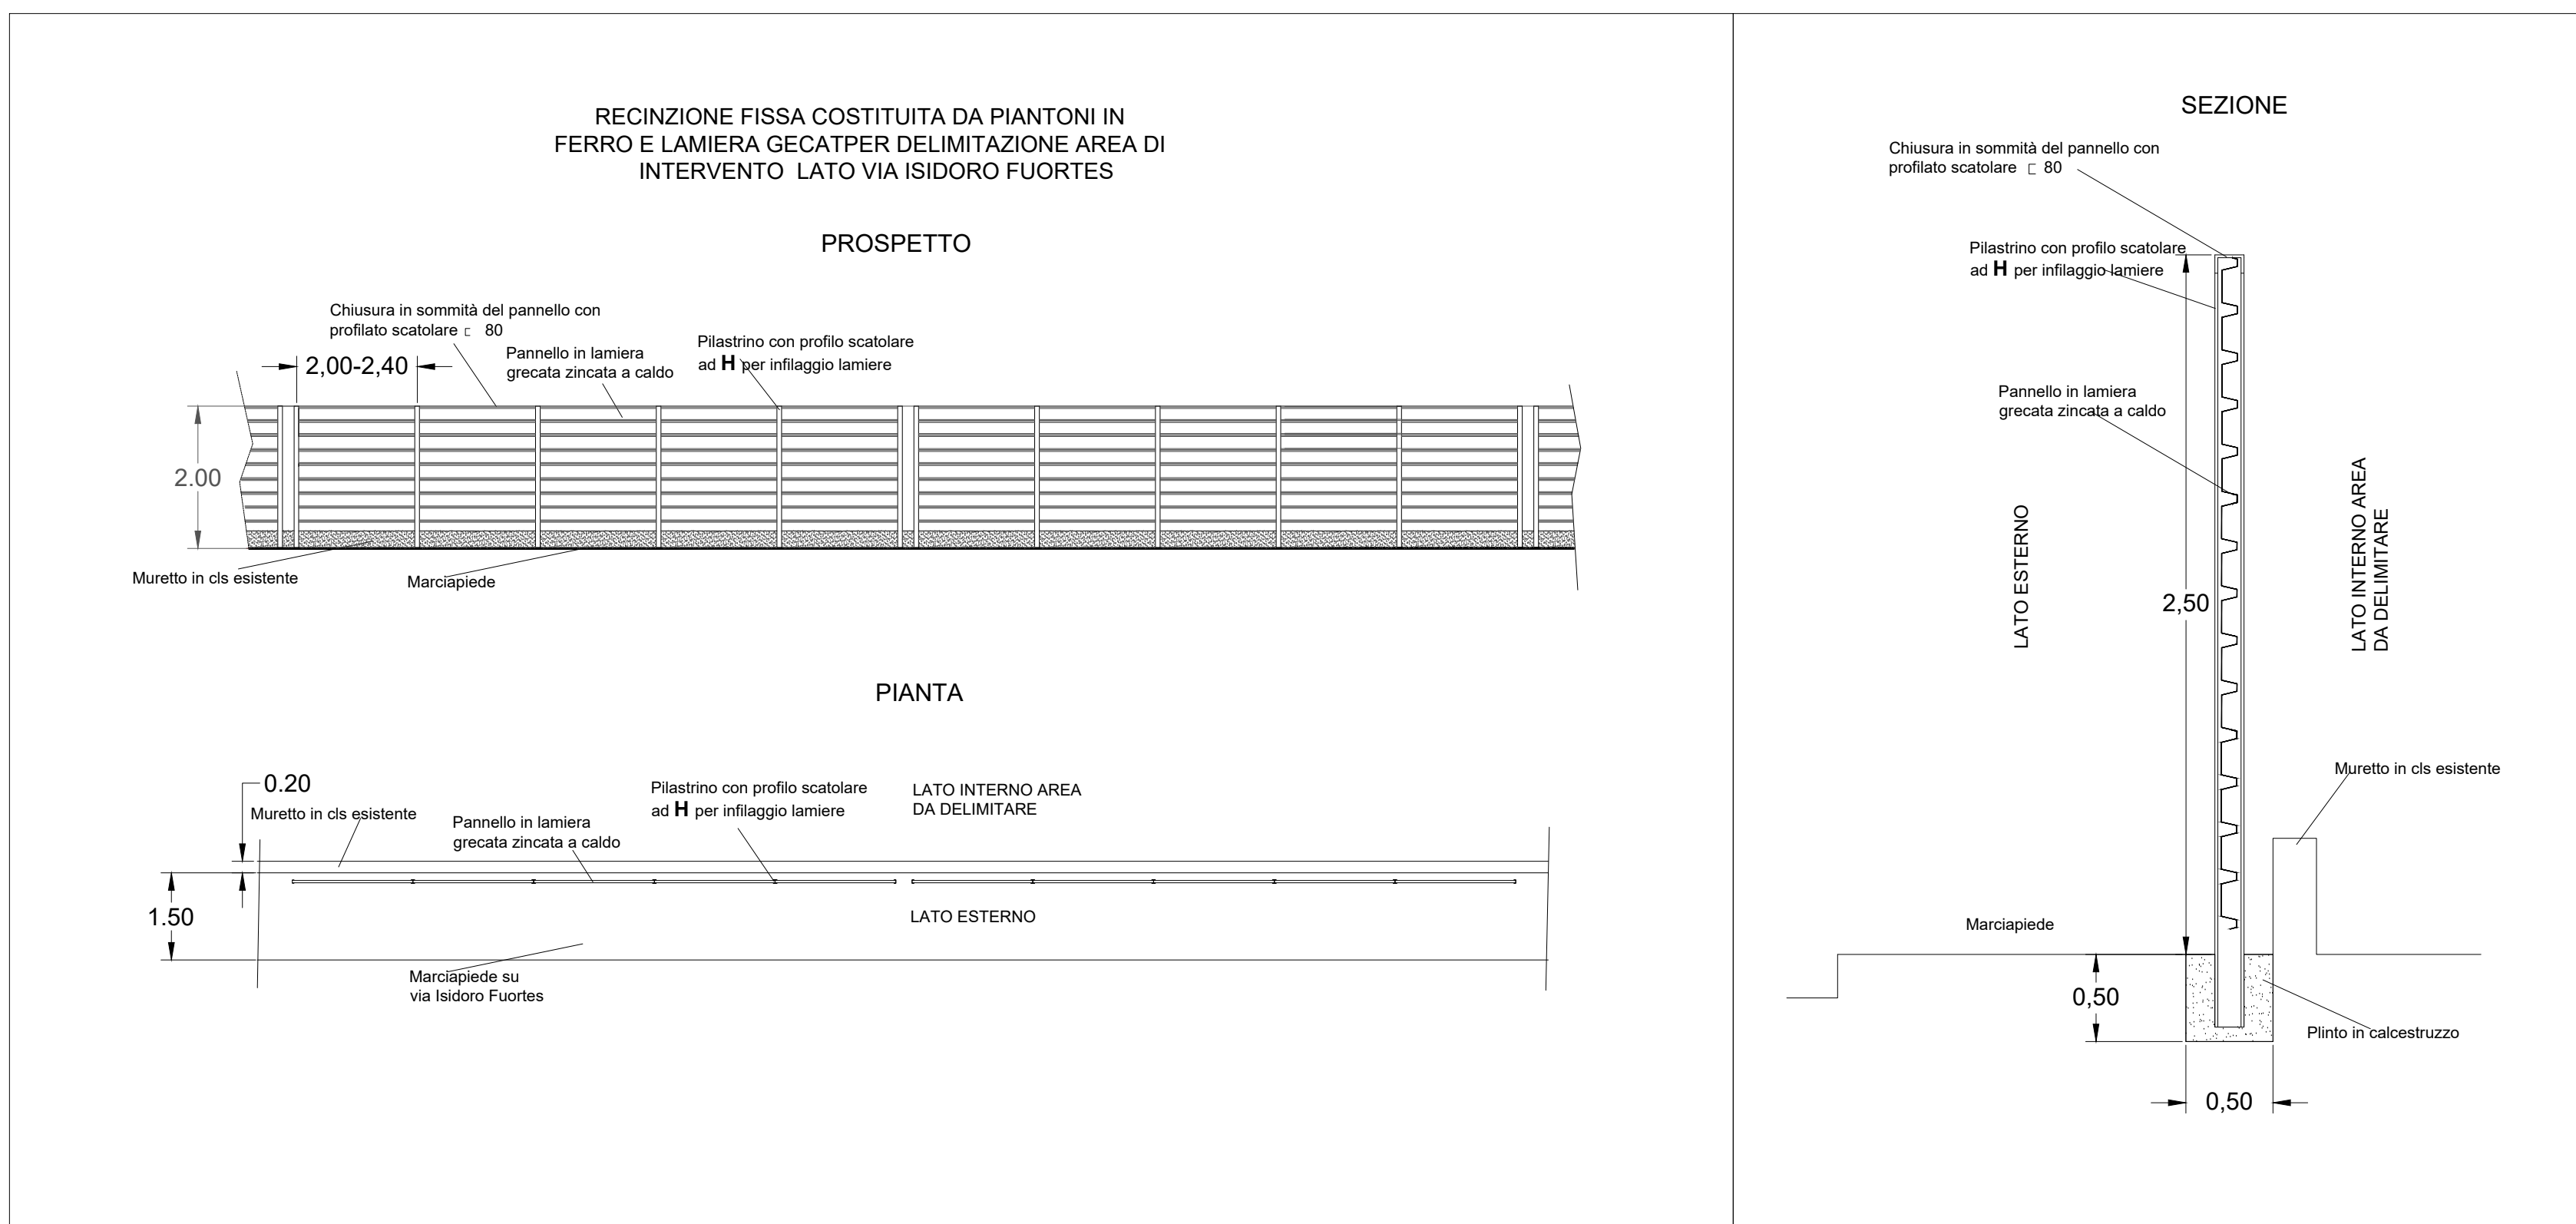 RECINZIONE FISSA COSTITUITA DA PIANTONI IN
FERRO E LAMIERA GECATPER DELIMITAZIONE AREA DI
INTERVENTO LATO VIA ISIDORO FUORTES
PROSPETTO
Chiusura in sommità del pannello con
profilato scatolare 80
2,00-2,40
Pannello in lamiera
grecata zincata a caldo
Pilastrino con profilo scatolare
ad H per infilaggio lamiere
2.00
Muretto in cls esistente
Marciapiede
PIANTA
0.20
Muretto in cls esistente
Pannello in lamiera
grecata zincata a caldo
Pilastrino con profilo scatolare
ad H per infilaggio lamiere
LATO INTERNO AREA
DA DELIMITARE
1.50
LATO ESTERNO
Marciapiede su
via Isidoro Fuortes
SEZIONE
Chiusura in sommità del pannello con
profilato scatolare 80
Pilastrino con profilo scatolare
ad H per infilaggio lamiere
Pannello in lamiera
grecata zincata a caldo
LATO ESTERNO
2,50
LATO INTERNO AREA
DA DELIMITARE
Muretto in cls esistente
Marciapiede
0,50
Plinto in calcestruzzo
0,50